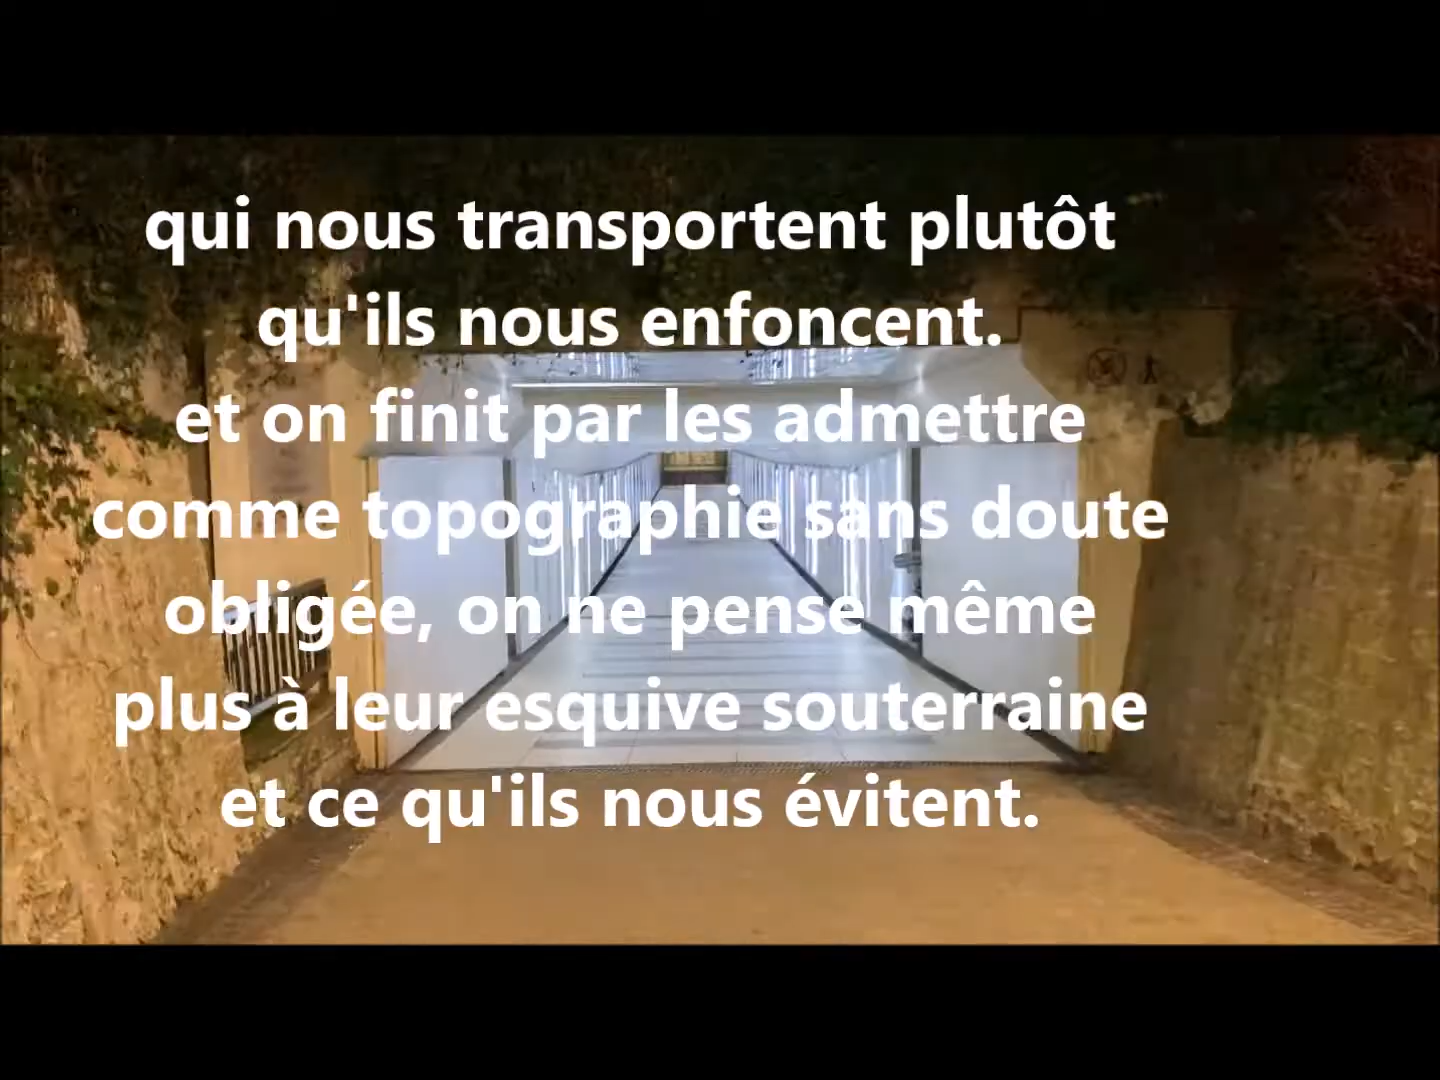 qui nous transportent plutôt
qu'ils nous enfoncent.
et on finit par les admettre
comme topographie sans doute
obligée, on ne pense même
plus à leur esquive souterraine
et ce qu'ils nous évitent.